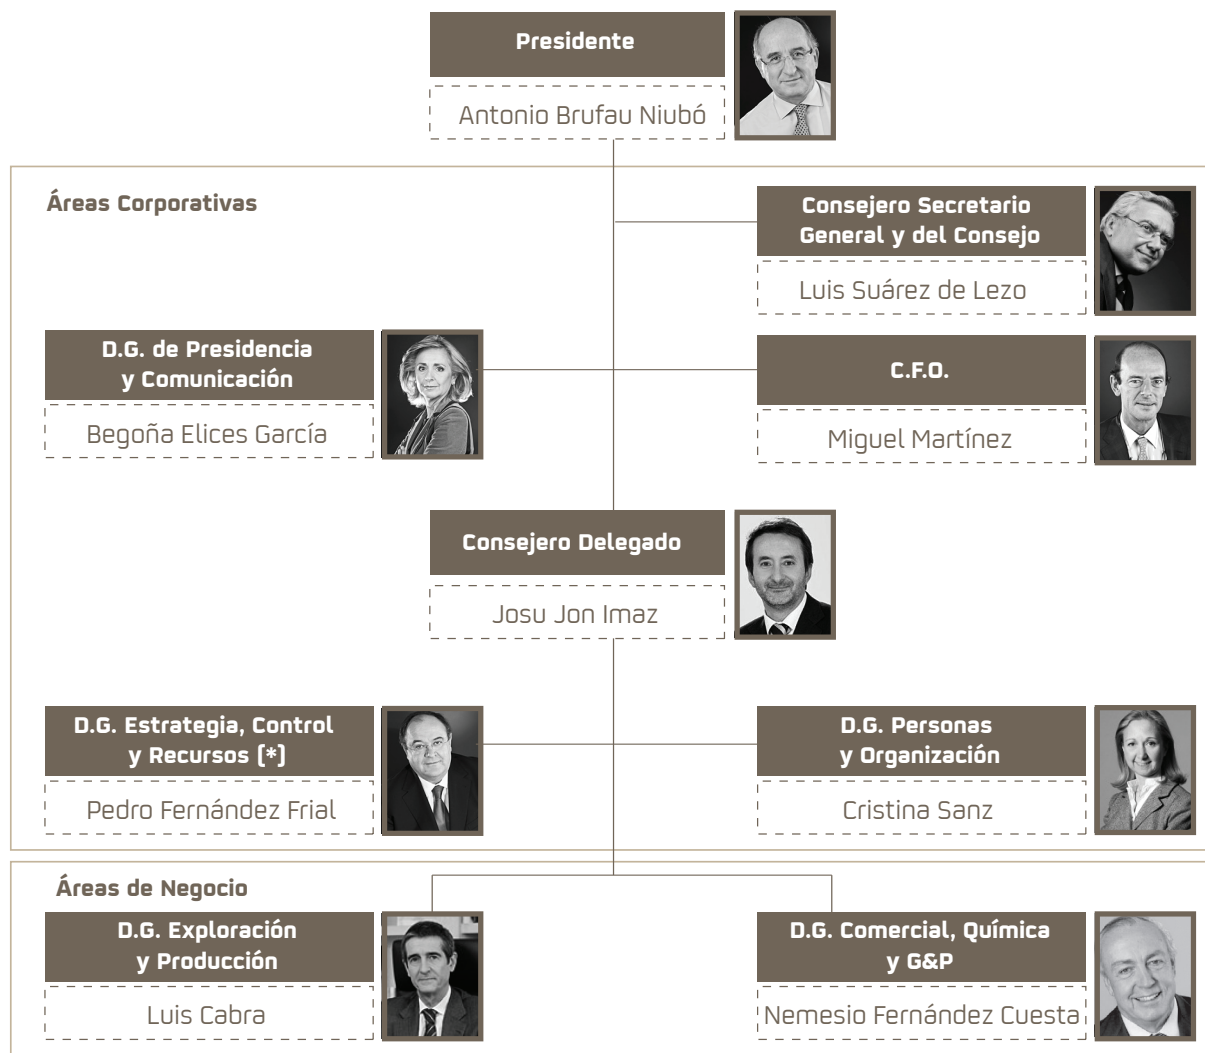 Presidente
Antonio Brufau Niubó
Áreas Corporativas
Consejero Secretario
General y del Consejo
Luis Suárez de Lezo
D.G. de Presidencia
y Comunicación
Begoña Elices García
C.F.O.
Miguel Martínez
Consejero Delegado
Josu Jon Imaz
D.G. Estrategia, Control
y Recursos (*)
Pedro Fernández Frial
D.G. Personas
y Organización
Cristina Sanz
Áreas de Negocio
D.G. Exploración
y Producción
Luis Cabra
D.G. Comercial, Química
y G&P
Nemesio Fernández Cuesta